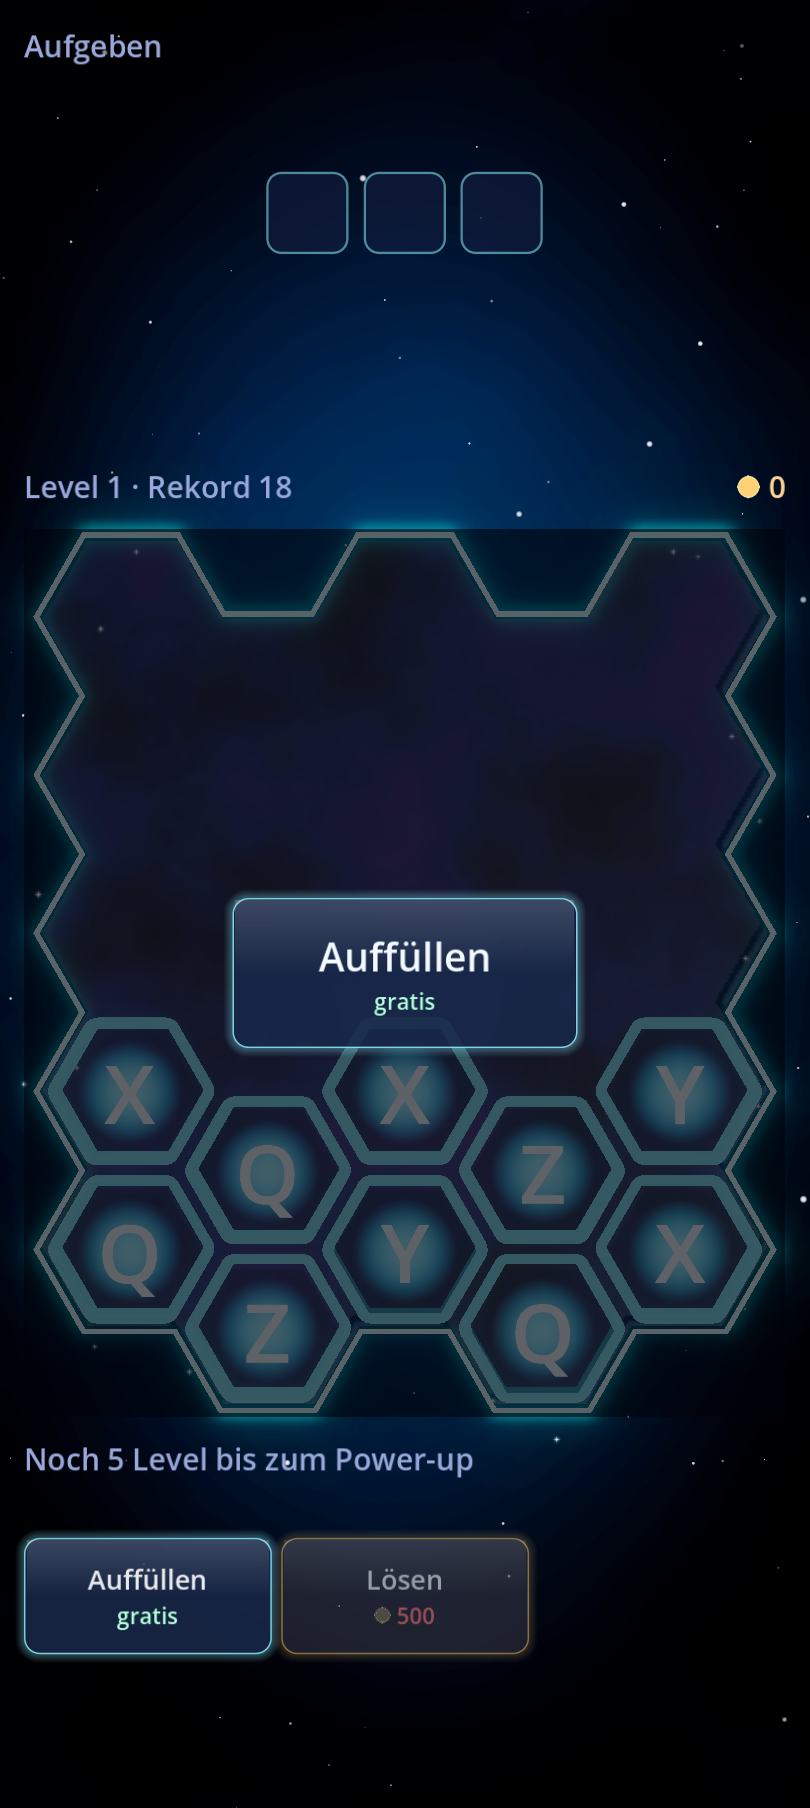 Aufgeben
Level 1 · Rekord 18
0
Auffüllen
gratis
X
X
Y
Q
Z
Q
Y
X
Z
Q
Noch 5 Level bis zum Power-up
Auffüllen
gratis
Lösen
500